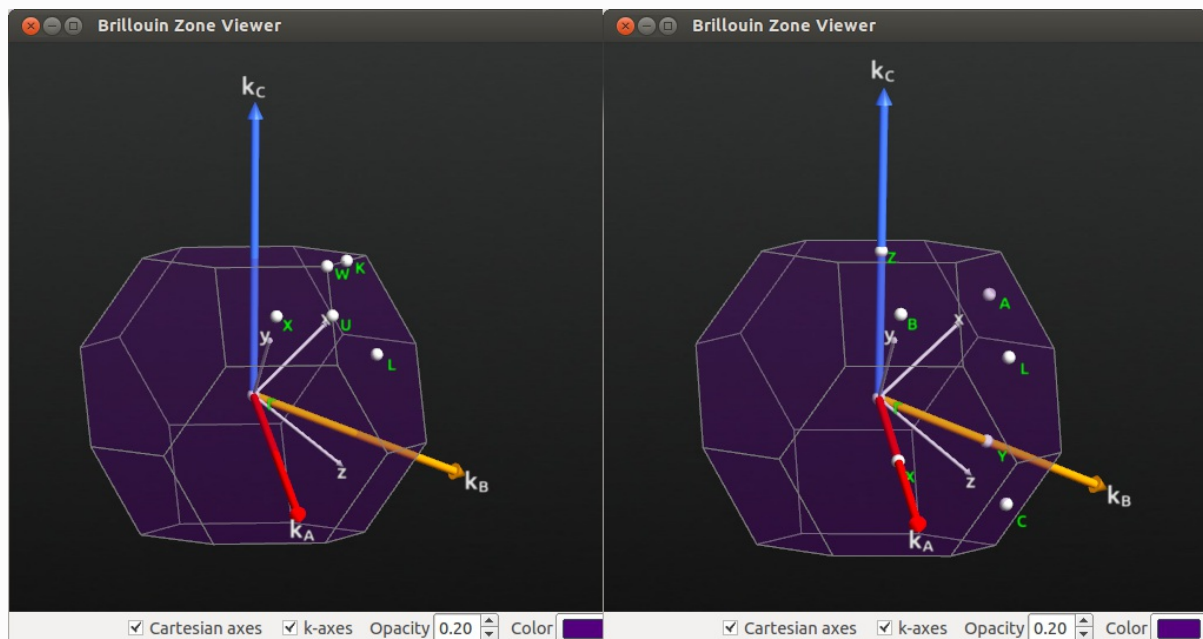 Brillouin Zone Viewer
k_C
W K
X x U
y
L
Γ
z
k_B
k_A
Cartesian axes k-axes Opacity 0.20 Color
Brillouin Zone Viewer
k_C
Z
A
B x
y
L
Γ
Y
X z
k_B
C
k_A
Cartesian axes k-axes Opacity 0.20 Color